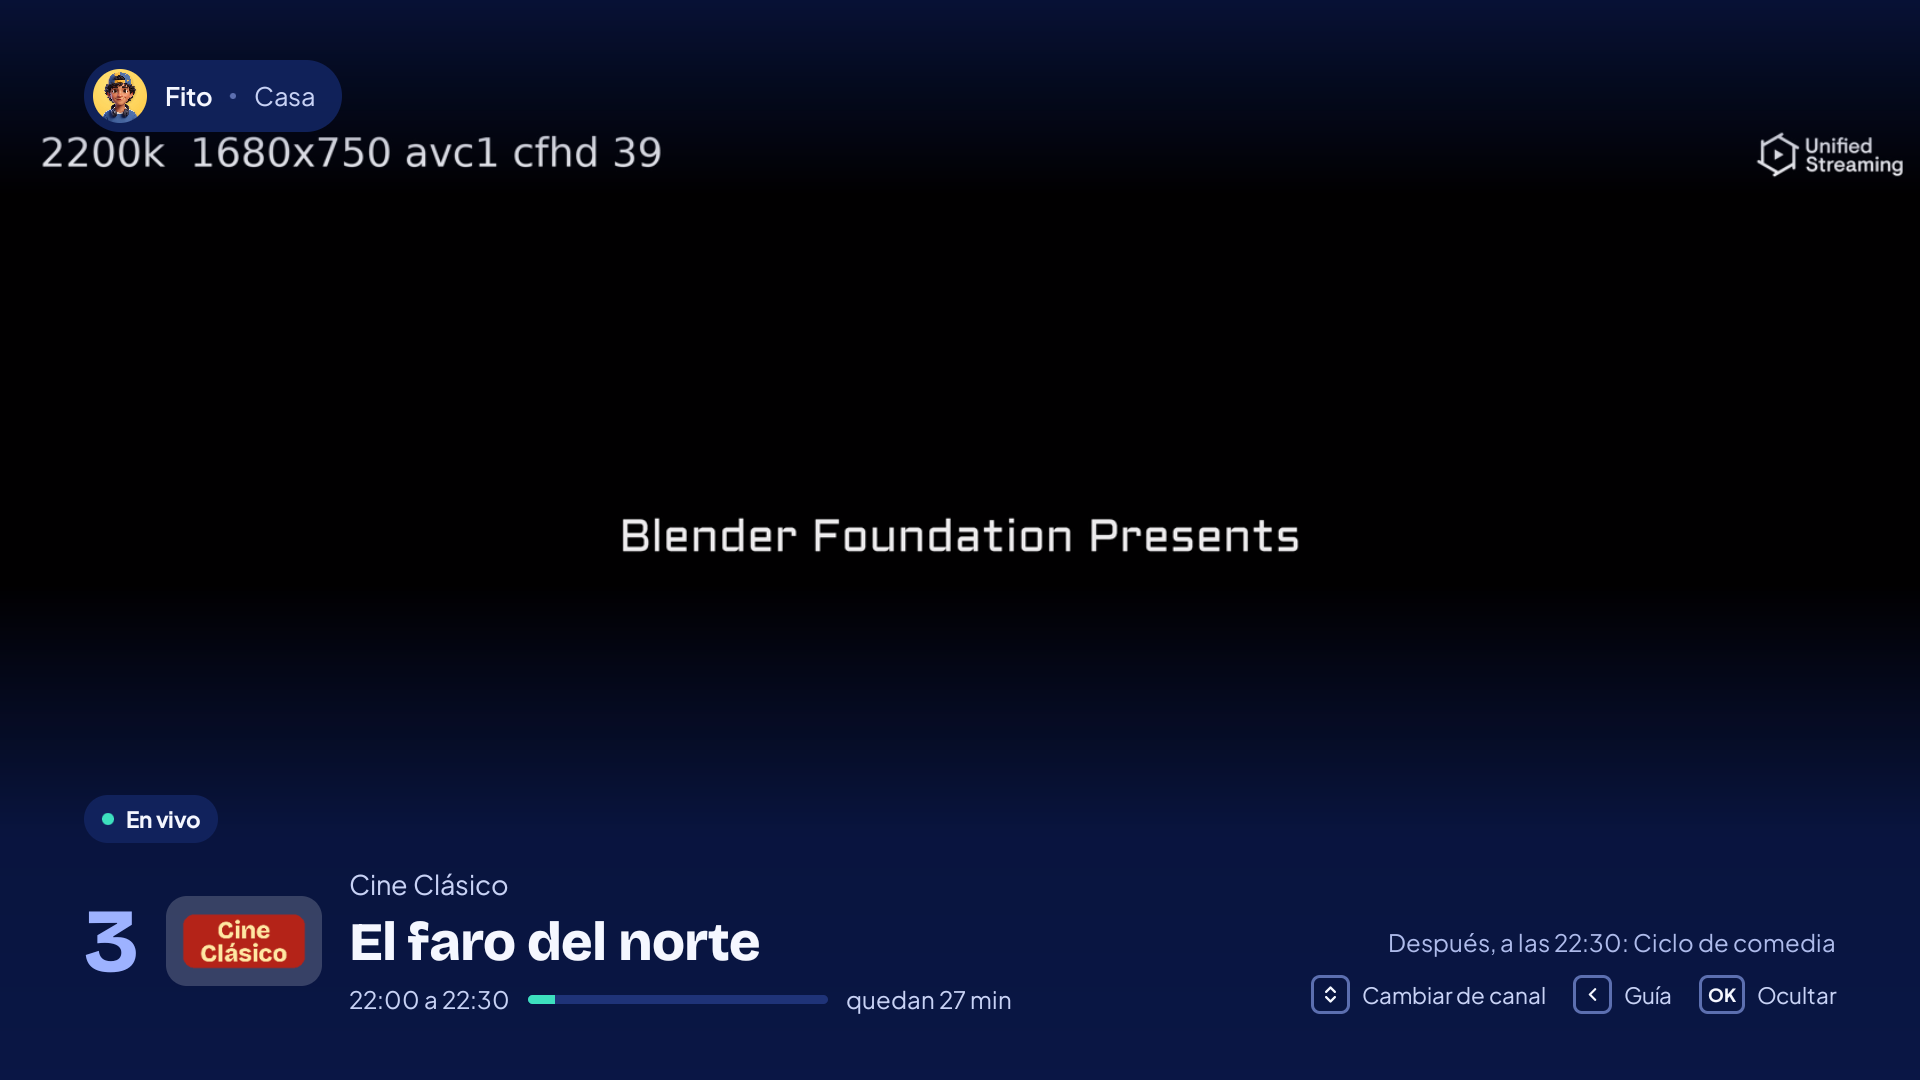 Fito • Casa
2200k 1680x750 avc1 cfhd 39
Unified
Streaming
Blender Foundation Presents
En vivo
3
Cine
Clásico
Cine Clásico
El faro del norte
22:00 a 22:30
quedan 27 min
Después, a las 22:30: Ciclo de comedia
Cambiar de canal
Guía
OK Ocultar